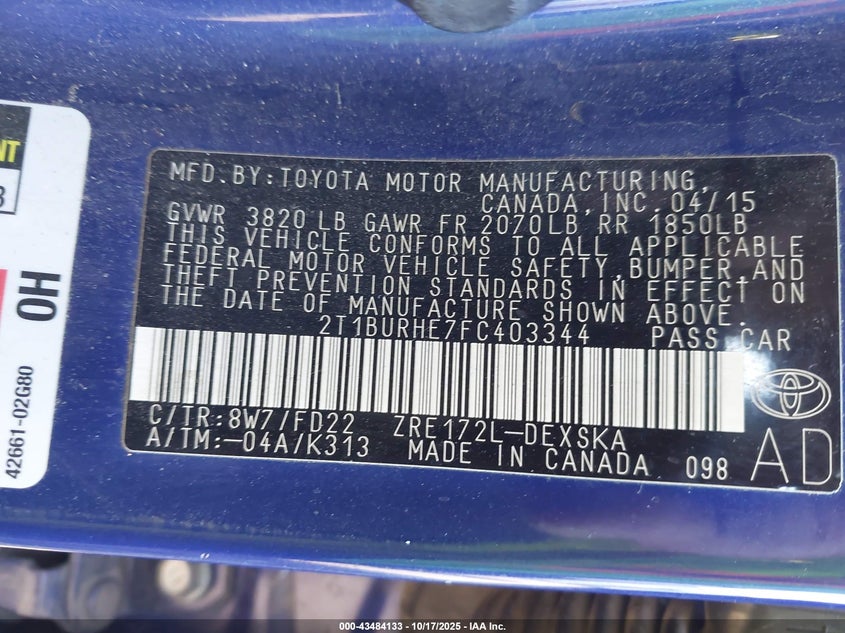 MFD.BY:TOYOTA MOTOR MANUFACTURING,
CANADA,INC.04/15
GVWR 3820LB GAWR FR 2070LB RR 1850LB
THIS VEHICLE CONFORMS TO ALL APPLICABLE
FEDERAL MOTOR VEHICLE SAFETY,BUMPER,AND
THEFT PREVENTION STANDARDS IN EFFECT ON
THE DATE OF MANUFACTURE SHOWN ABOVE.
2T1BURHE7FC403344 PASS.CAR
C/TR:8W7/FD22 ZRE172L-DEXSKA
A/TM:-04A/K313 MADE IN CANADA 098
AD
OH
42661-02G80
000-43484133 - 10/17/2025 - IAA Inc.